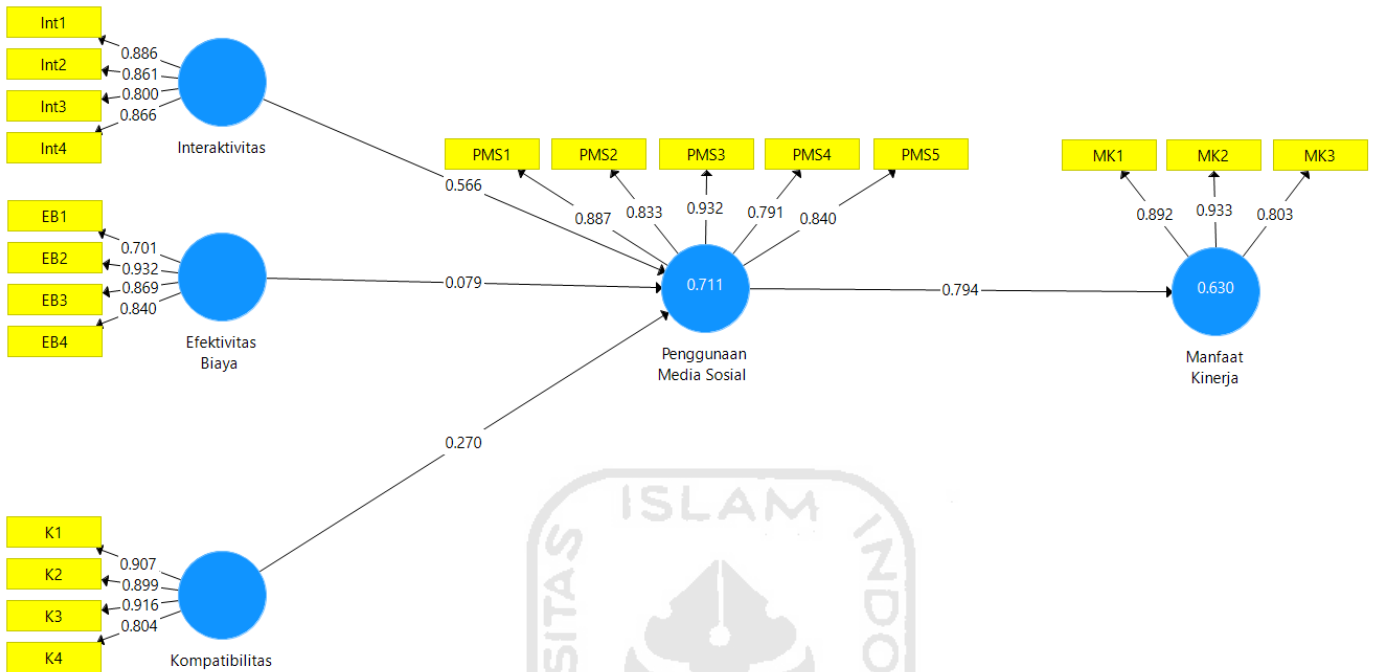 Int1
Int2
Int3
Int4
0.886
0.861
0.800
0.866
Interaktivitas
EB1
EB2
EB3
EB4
0.701
0.932
0.869
0.840
Efektivitas
Biaya
K1
K2
K3
K4
0.907
0.899
0.916
0.804
Kompatibilitas
0.566
0.079
0.270
PMS1
PMS2
PMS3
PMS4
PMS5
0.887
0.833
0.932
0.791
0.840
0.711
Penggunaan
Media Sosial
0.794
MK1
MK2
MK3
0.892
0.933
0.803
0.630
Manfaat
Kinerja
SITAS ISLAM INDO